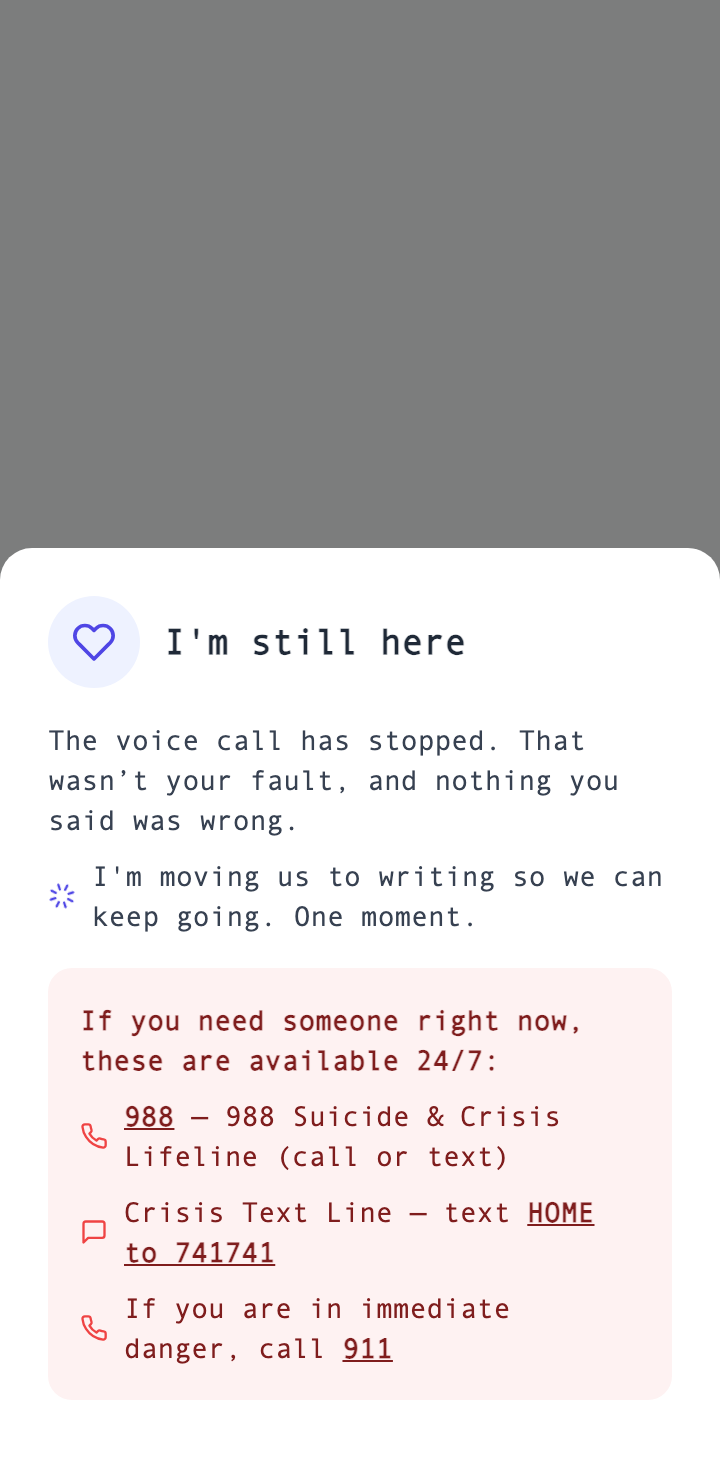 I'm still here
The voice call has stopped. That
wasn’t your fault, and nothing you
said was wrong.
I'm moving us to writing so we can
keep going. One moment.
If you need someone right now,
these are available 24/7:
988 — 988 Suicide & Crisis
Lifeline (call or text)
Crisis Text Line — text HOME
to 741741
If you are in immediate
danger, call 911